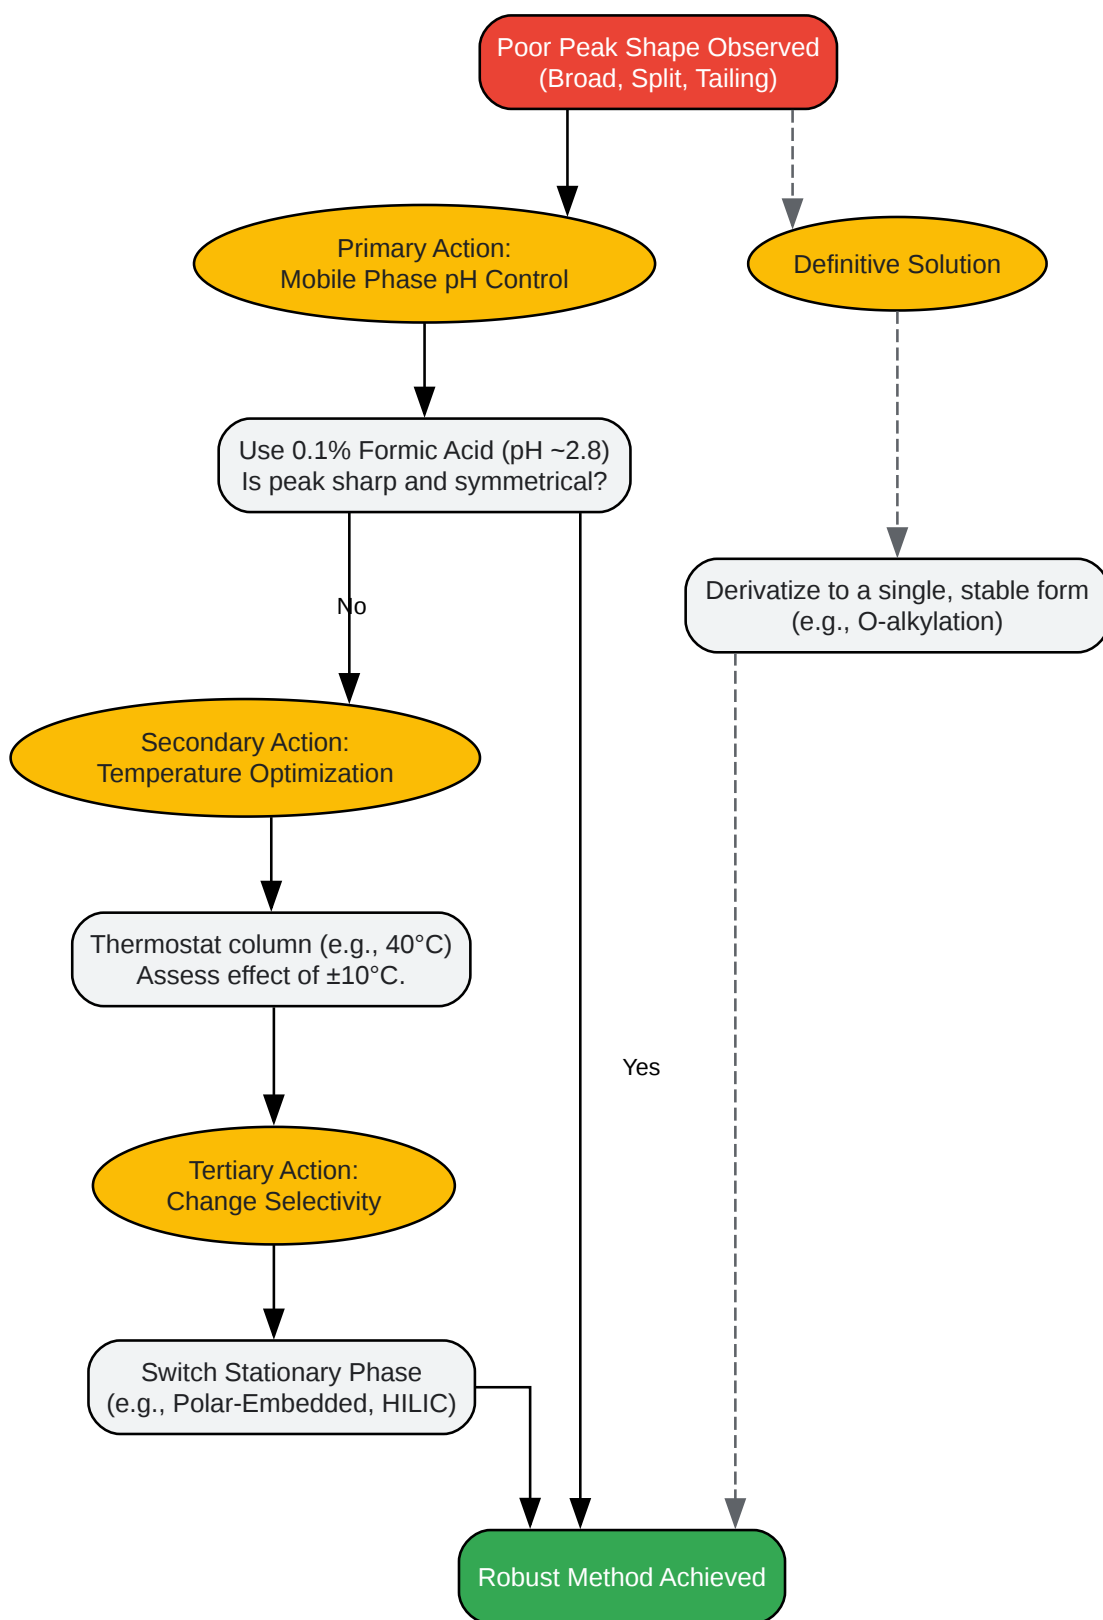 Poor Peak Shape Observed
(Broad, Split, Tailing)
Primary Action:
Mobile Phase pH Control
Definitive Solution
Use 0.1% Formic Acid (pH ~2.8)
Is peak sharp and symmetrical?
Derivatize to a single, stable form
(e.g., O-alkylation)
No
Secondary Action:
Temperature Optimization
Thermostat column (e.g., 40°C)
Assess effect of ±10°C.
Yes
Tertiary Action:
Change Selectivity
Switch Stationary Phase
(e.g., Polar-Embedded, HILIC)
Robust Method Achieved